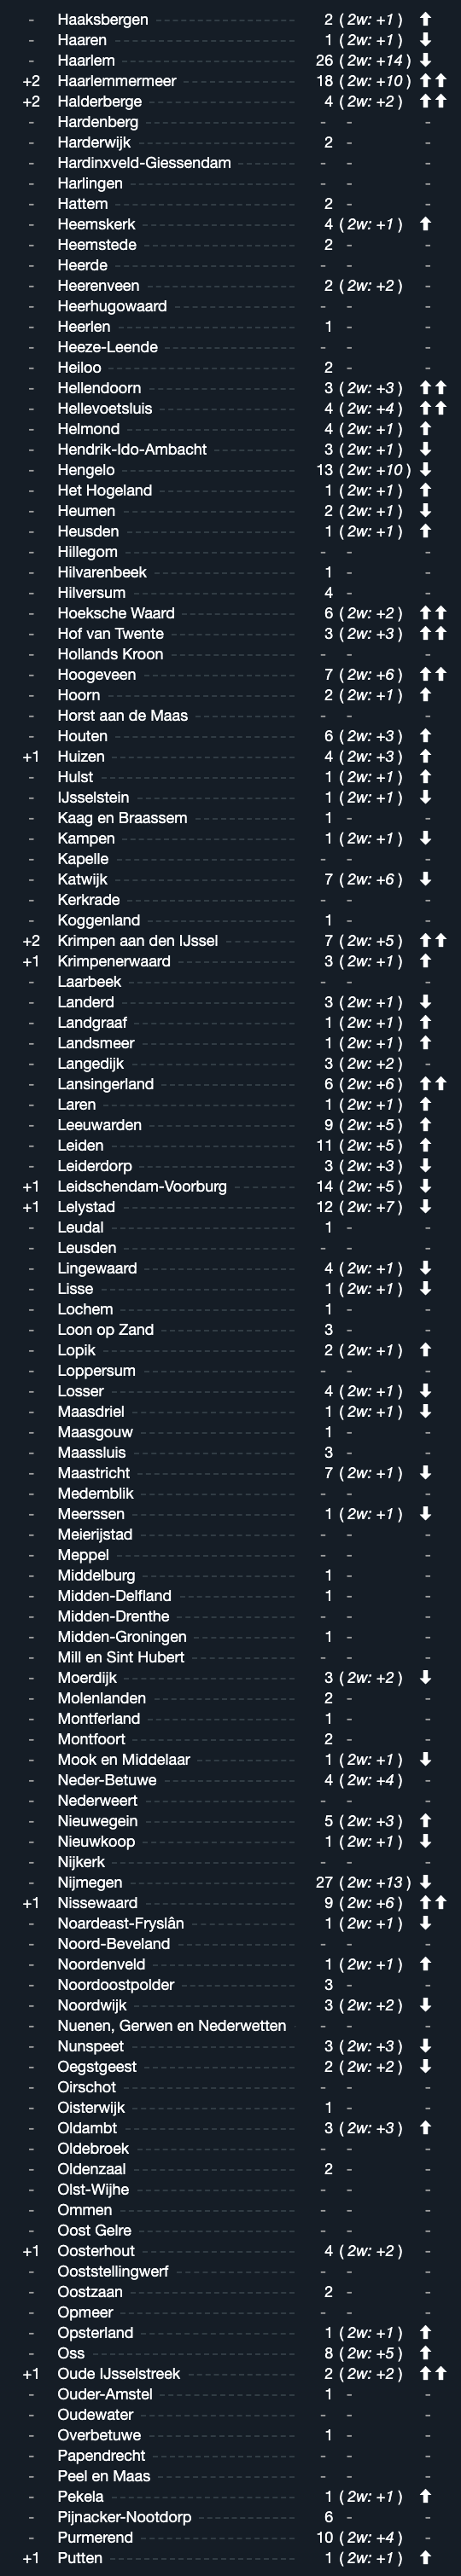 - Haaksbergen 2 (2w: +1) ⬆
- Haaren 1 (2w: +1) ⬇
- Haarlem 26 (2w: +14) ⬇
+2 Haarlemmermeer 18 (2w: +10) ⬆⬆
+2 Halderberge 4 (2w: +2) ⬆⬆
- Hardenberg - - -
- Harderwijk 2 - -
- Hardinxveld-Giessendam - - -
- Harlingen - - -
- Hattem 2 - -
- Heemskerk 4 (2w: +1) ⬆
- Heemstede 2 - -
- Heerde - - -
- Heerenveen 2 (2w: +2) -
- Heerhugowaard - - -
- Heerlen 1 - -
- Heeze-Leende - - -
- Heiloo 2 - -
- Hellendoorn 3 (2w: +3) ⬆⬆
- Hellevoetsluis 4 (2w: +4) ⬆⬆
- Helmond 4 (2w: +1) ⬆
- Hendrik-Ido-Ambacht 3 (2w: +1) ⬇
- Hengelo 13 (2w: +10) ⬇
- Het Hogeland 1 (2w: +1) ⬆
- Heumen 2 (2w: +1) ⬇
- Heusden 1 (2w: +1) ⬆
- Hillegom - - -
- Hilvarenbeek 1 - -
- Hilversum 4 - -
- Hoeksche Waard 6 (2w: +2) ⬆⬆
- Hof van Twente 3 (2w: +3) ⬆⬆
- Hollands Kroon - - -
- Hoogeveen 7 (2w: +6) ⬆⬆
- Hoorn 2 (2w: +1) ⬆
- Horst aan de Maas - - -
- Houten 6 (2w: +3) ⬆
+1 Huizen 4 (2w: +3) ⬆
- Hulst 1 (2w: +1) ⬆
- IJsselstein 1 (2w: +1) ⬇
- Kaag en Braassem 1 - -
- Kampen 1 (2w: +1) ⬇
- Kapelle - - -
- Katwijk 7 (2w: +6) ⬇
- Kerkrade - - -
- Koggenland 1 - -
+2 Krimpen aan den IJssel 7 (2w: +5) ⬆⬆
+1 Krimpenerwaard 3 (2w: +1) ⬆
- Laarbeek - - -
- Landerd 3 (2w: +1) ⬇
- Landgraaf 1 (2w: +1) ⬆
- Landsmeer 1 (2w: +1) ⬆
- Langedijk 3 (2w: +2) -
- Lansingerland 6 (2w: +6) ⬆⬆
- Laren 1 (2w: +1) ⬆
- Leeuwarden 9 (2w: +5) ⬆
- Leiden 11 (2w: +5) ⬆
- Leiderdorp 3 (2w: +3) ⬇
+1 Leidschendam-Voorburg 14 (2w: +5) ⬇
+1 Lelystad 12 (2w: +7) ⬇
- Leudal 1 - -
- Leusden - - -
- Lingewaard 4 (2w: +1) ⬇
- Lisse 1 (2w: +1) ⬇
- Lochem 1 - -
- Loon op Zand 3 - -
- Lopik 2 (2w: +1) ⬆
- Loppersum - - -
- Losser 4 (2w: +1) ⬇
- Maasdriel 1 (2w: +1) ⬇
- Maasgouw 1 - -
- Maassluis 3 - -
- Maastricht 7 (2w: +1) ⬇
- Medemblik - - -
- Meerssen 1 (2w: +1) ⬇
- Meierijstad - - -
- Meppel - - -
- Middelburg 1 - -
- Midden-Delfland 1 - -
- Midden-Drenthe - - -
- Midden-Groningen 1 - -
- Mill en Sint Hubert - - -
- Moerdijk 3 (2w: +2) ⬇
- Molenlanden 2 - -
- Montferland 1 - -
- Montfoort 2 - -
- Mook en Middelaar 1 (2w: +1) ⬇
- Neder-Betuwe 4 (2w: +4) -
- Nederweert - - -
- Nieuwegein 5 (2w: +3) ⬆
- Nieuwkoop 1 (2w: +1) ⬇
- Nijkerk - - -
- Nijmegen 27 (2w: +13) ⬇
+1 Nissewaard 9 (2w: +6) ⬆⬆
- Noardeast-Fryslân 1 (2w: +1) ⬇
- Noord-Beveland - - -
- Noordenveld 1 (2w: +1) ⬆
- Noordoostpolder 3 - -
- Noordwijk 3 (2w: +2) ⬇
- Nuenen, Gerwen en Nederwetten - - -
- Nunspeet 3 (2w: +3) ⬇
- Oegstgeest 2 (2w: +2) ⬇
- Oirschot - - -
- Oisterwijk 1 - -
- Oldambt 3 (2w: +3) ⬆
- Oldebroek - - -
- Oldenzaal 2 - -
- Olst-Wijhe - - -
- Ommen - - -
- Oost Gelre - - -
+1 Oosterhout 4 (2w: +2) -
- Ooststellingwerf - - -
- Oostzaan 2 - -
- Opmeer - - -
- Opsterland 1 (2w: +1) ⬆
- Oss 8 (2w: +5) ⬆
+1 Oude IJsselstreek 2 (2w: +2) ⬆⬆
- Ouder-Amstel 1 - -
- Oudewater - - -
- Overbetuwe 1 - -
- Papendrecht - - -
- Peel en Maas - - -
- Pekela 1 (2w: +1) ⬆
- Pijnacker-Nootdorp 6 - -
- Purmerend 10 (2w: +4) -
+1 Putten 1 (2w: +1) ⬆